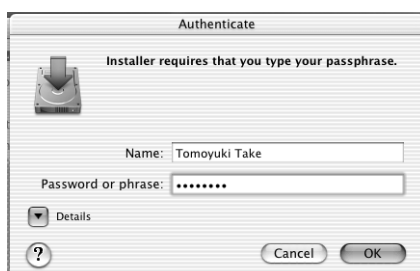 Authenticate
Installer requires that you type your passphrase.
Name: Tomoyuki Take
Password or phrase: ••••••••
Details
?
Cancel OK